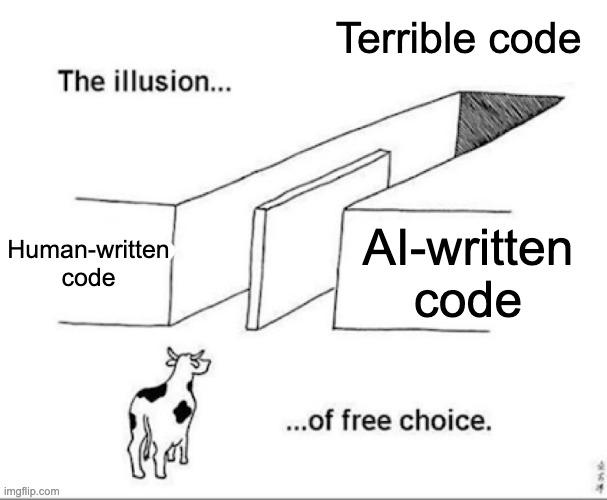 Terrible code
The illusion...
Human-written
code
AI-written
code
...of free choice.
imgflip.com